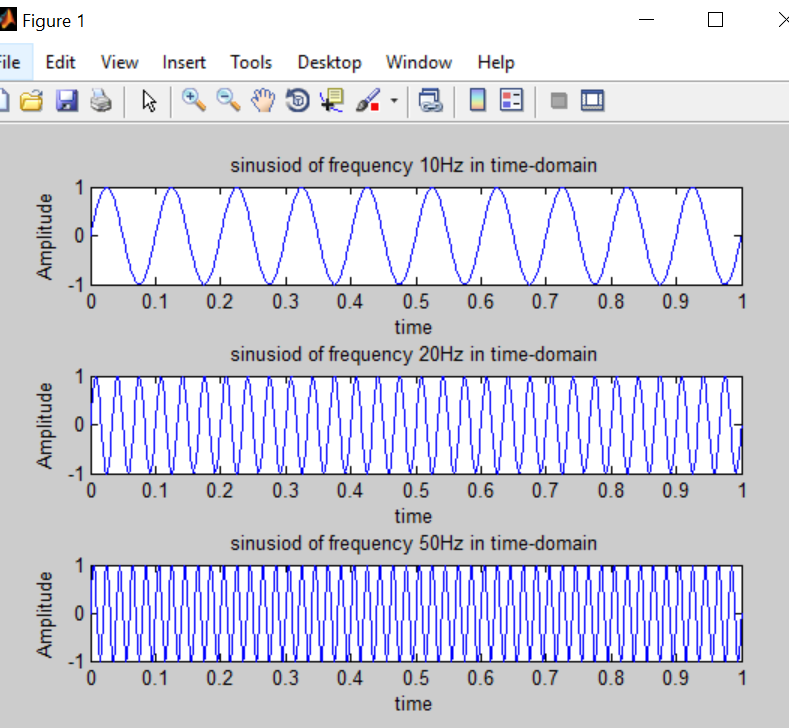 Figure 1
File Edit View Insert Tools Desktop Window Help
sinusiod of frequency 10Hz in time-domain
Amplitude
1
0
-1
0 0.1 0.2 0.3 0.4 0.5 0.6 0.7 0.8 0.9 1
time
sinusiod of frequency 20Hz in time-domain
Amplitude
1
0
-1
0 0.1 0.2 0.3 0.4 0.5 0.6 0.7 0.8 0.9 1
time
sinusiod of frequency 50Hz in time-domain
Amplitude
1
0
-1
0 0.1 0.2 0.3 0.4 0.5 0.6 0.7 0.8 0.9 1
time